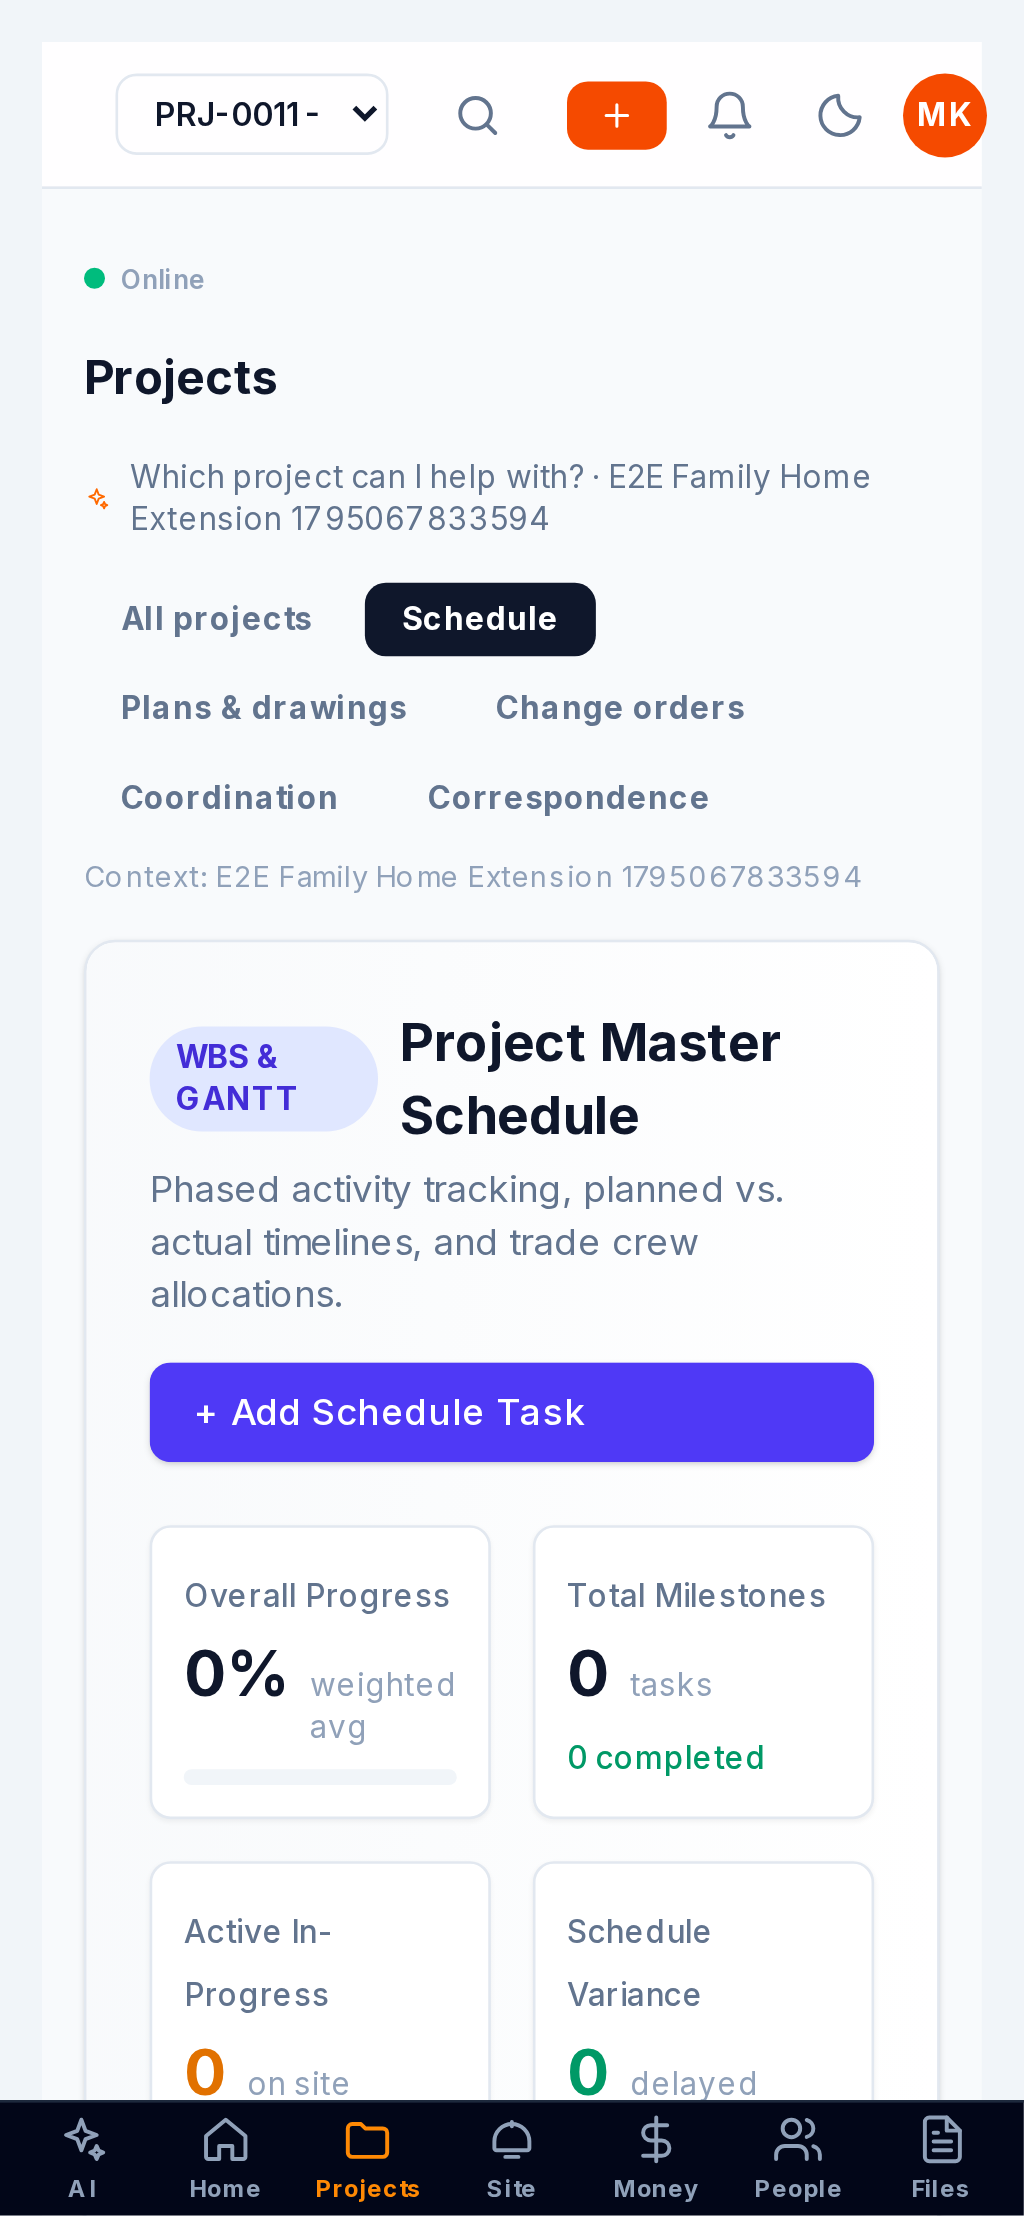 PRJ-0011 -
MK
Online
Projects
Which project can I help with? · E2E Family Home
Extension 1795067833594
All projects
Schedule
Plans & drawings
Change orders
Coordination
Correspondence
Context: E2E Family Home Extension 1795067833594
WBS &
GANTT
Project Master
Schedule
Phased activity tracking, planned vs.
actual timelines, and trade crew
allocations.
+ Add Schedule Task
Overall Progress
0% weighted
avg
Total Milestones
0 tasks
0 completed
Active In-
Progress
0 on site
Schedule
Variance
0 delayed
AI
Home
Projects
Site
Money
People
Files